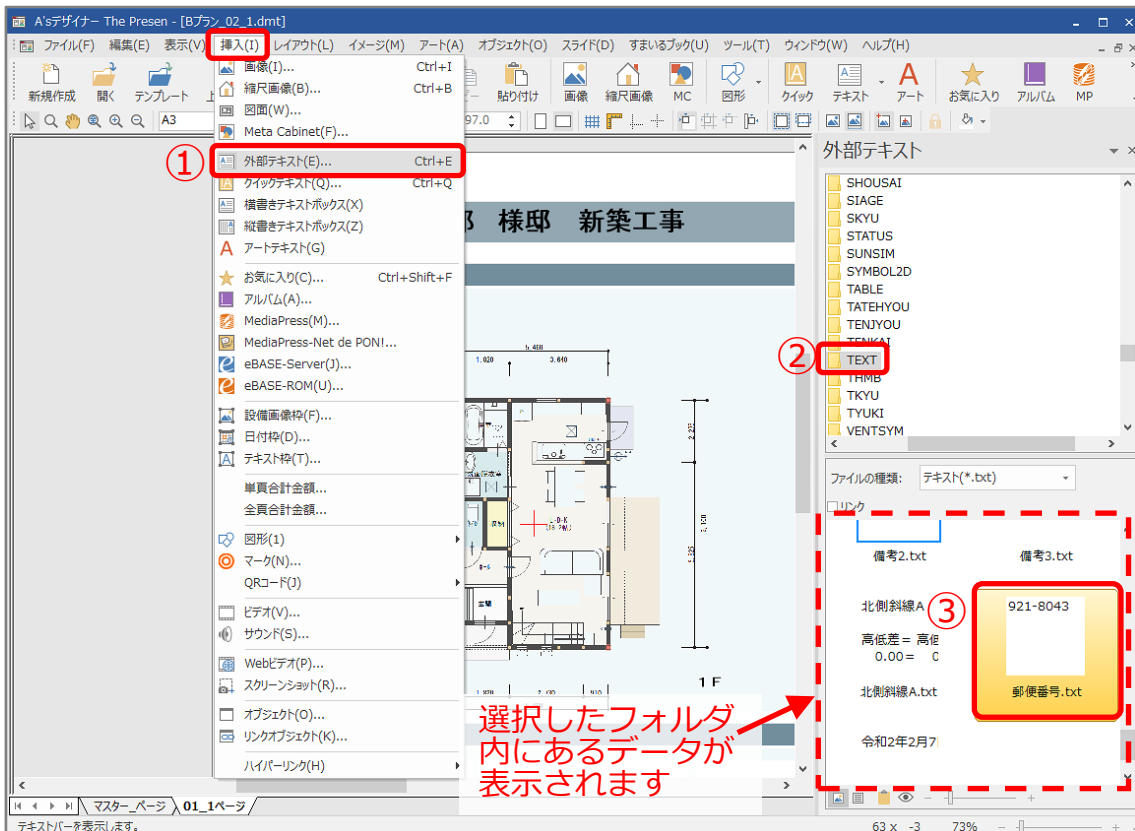 A'sデザイナー The Presen - [Bプラン_02_1.dmt]
ファイル(F) 編集(E) 表示(V) 挿入(I) レイアウト(L) イメージ(M) アート(A) オブジェクト(O) スライド(D) すまいるブック(U) ツール(T) ウィンドウ(W) ヘルプ(H)
新規作成 開く テンプレート 貼り付け 画像 縮尺画像 MC 図形 クイック テキスト アート お気に入り アルバム MP
A3 97.0
画像(I)... Ctrl+I
縮尺画像(B)... Ctrl+B
図面(W)...
Meta Cabinet(F)...
① 外部テキスト(E)... Ctrl+E
クイックテキスト(Q)... Ctrl+Q
横書きテキストボックス(X)
縦書きテキストボックス(Z)
アートテキスト(G)
お気に入り(C)... Ctrl+Shift+F
アルバム(A)...
MediaPress(M)...
MediaPress-Net de PON!...
eBASE-Server(J)...
eBASE-ROM(U)...
設備画像枠(F)...
日付枠(D)...
テキスト枠(T)...
単頁合計金額...
全頁合計金額...
図形(1)
マーク(N)...
QRコード(J)
ビデオ(V)...
サウンド(S)...
Webビデオ(P)...
スクリーンショット(R)...
オブジェクト(O)...
リンクオブジェクト(K)...
ハイパーリンク(H)
様邸 新築工事
1,820 3,640
L・D・K
玄関
1F
選択したフォルダ
内にあるデータが
表示されます
外部テキスト
SHOUSAI
SIAGE
SKYU
STATUS
SUNSIM
SYMBOL2D
TABLE
TATEHYOU
TENJYOU
TENKAI
② TEXT
THMB
TKYU
TYUKI
VENTSYM
ファイルの種類: テキスト(*.txt)
リンク
備考2.txt 備考3.txt
北側斜線A ③ 921-8043
高低差= 高低
0.00=
北側斜線A.txt 郵便番号.txt
令和2年2月7
マスター_ページ 01_1ページ
テキストバーを表示します。 63 x -3 73%